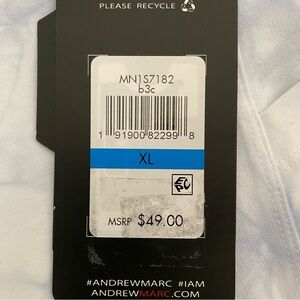 PLEASE RECYCLE
MN1S7182
b3c
1 91900 82299 8
XL
MSRP $49.00
#ANDREWMARC #IAM
ANDREWMARC.COM